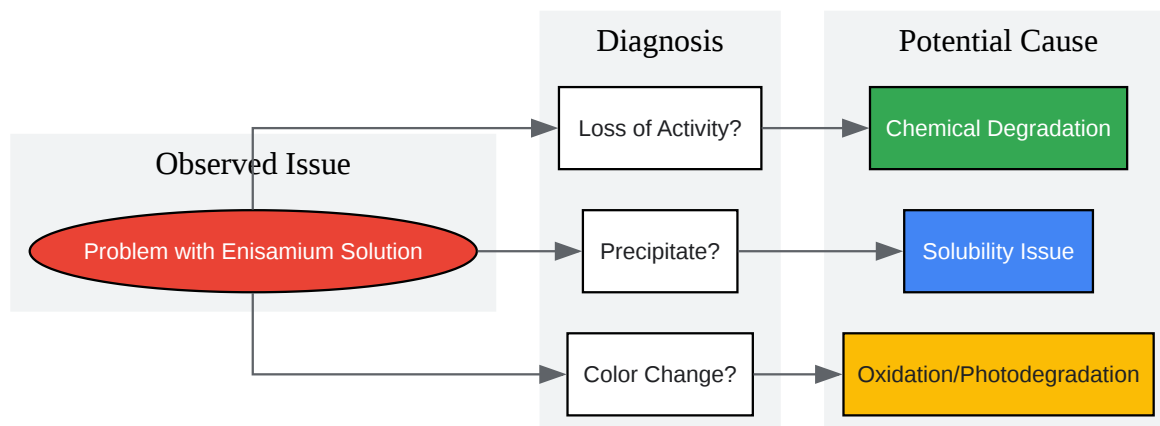 Diagnosis
Potential Cause
Loss of Activity?
Chemical Degradation
Observed Issue
Problem with Enisamium Solution
Precipitate?
Solubility Issue
Color Change?
Oxidation/Photodegradation